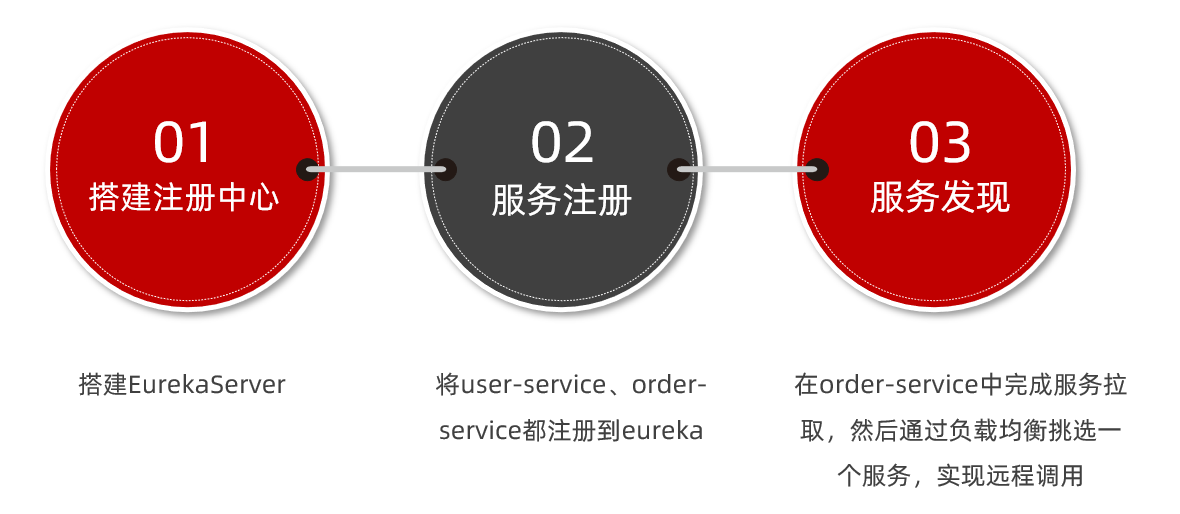 01
搭建注册中心
02
服务注册
03
服务发现
搭建EurekaServer
将user-service、order-
service都注册到eureka
在order-service中完成服务拉
取，然后通过负载均衡挑选一
个服务，实现远程调用